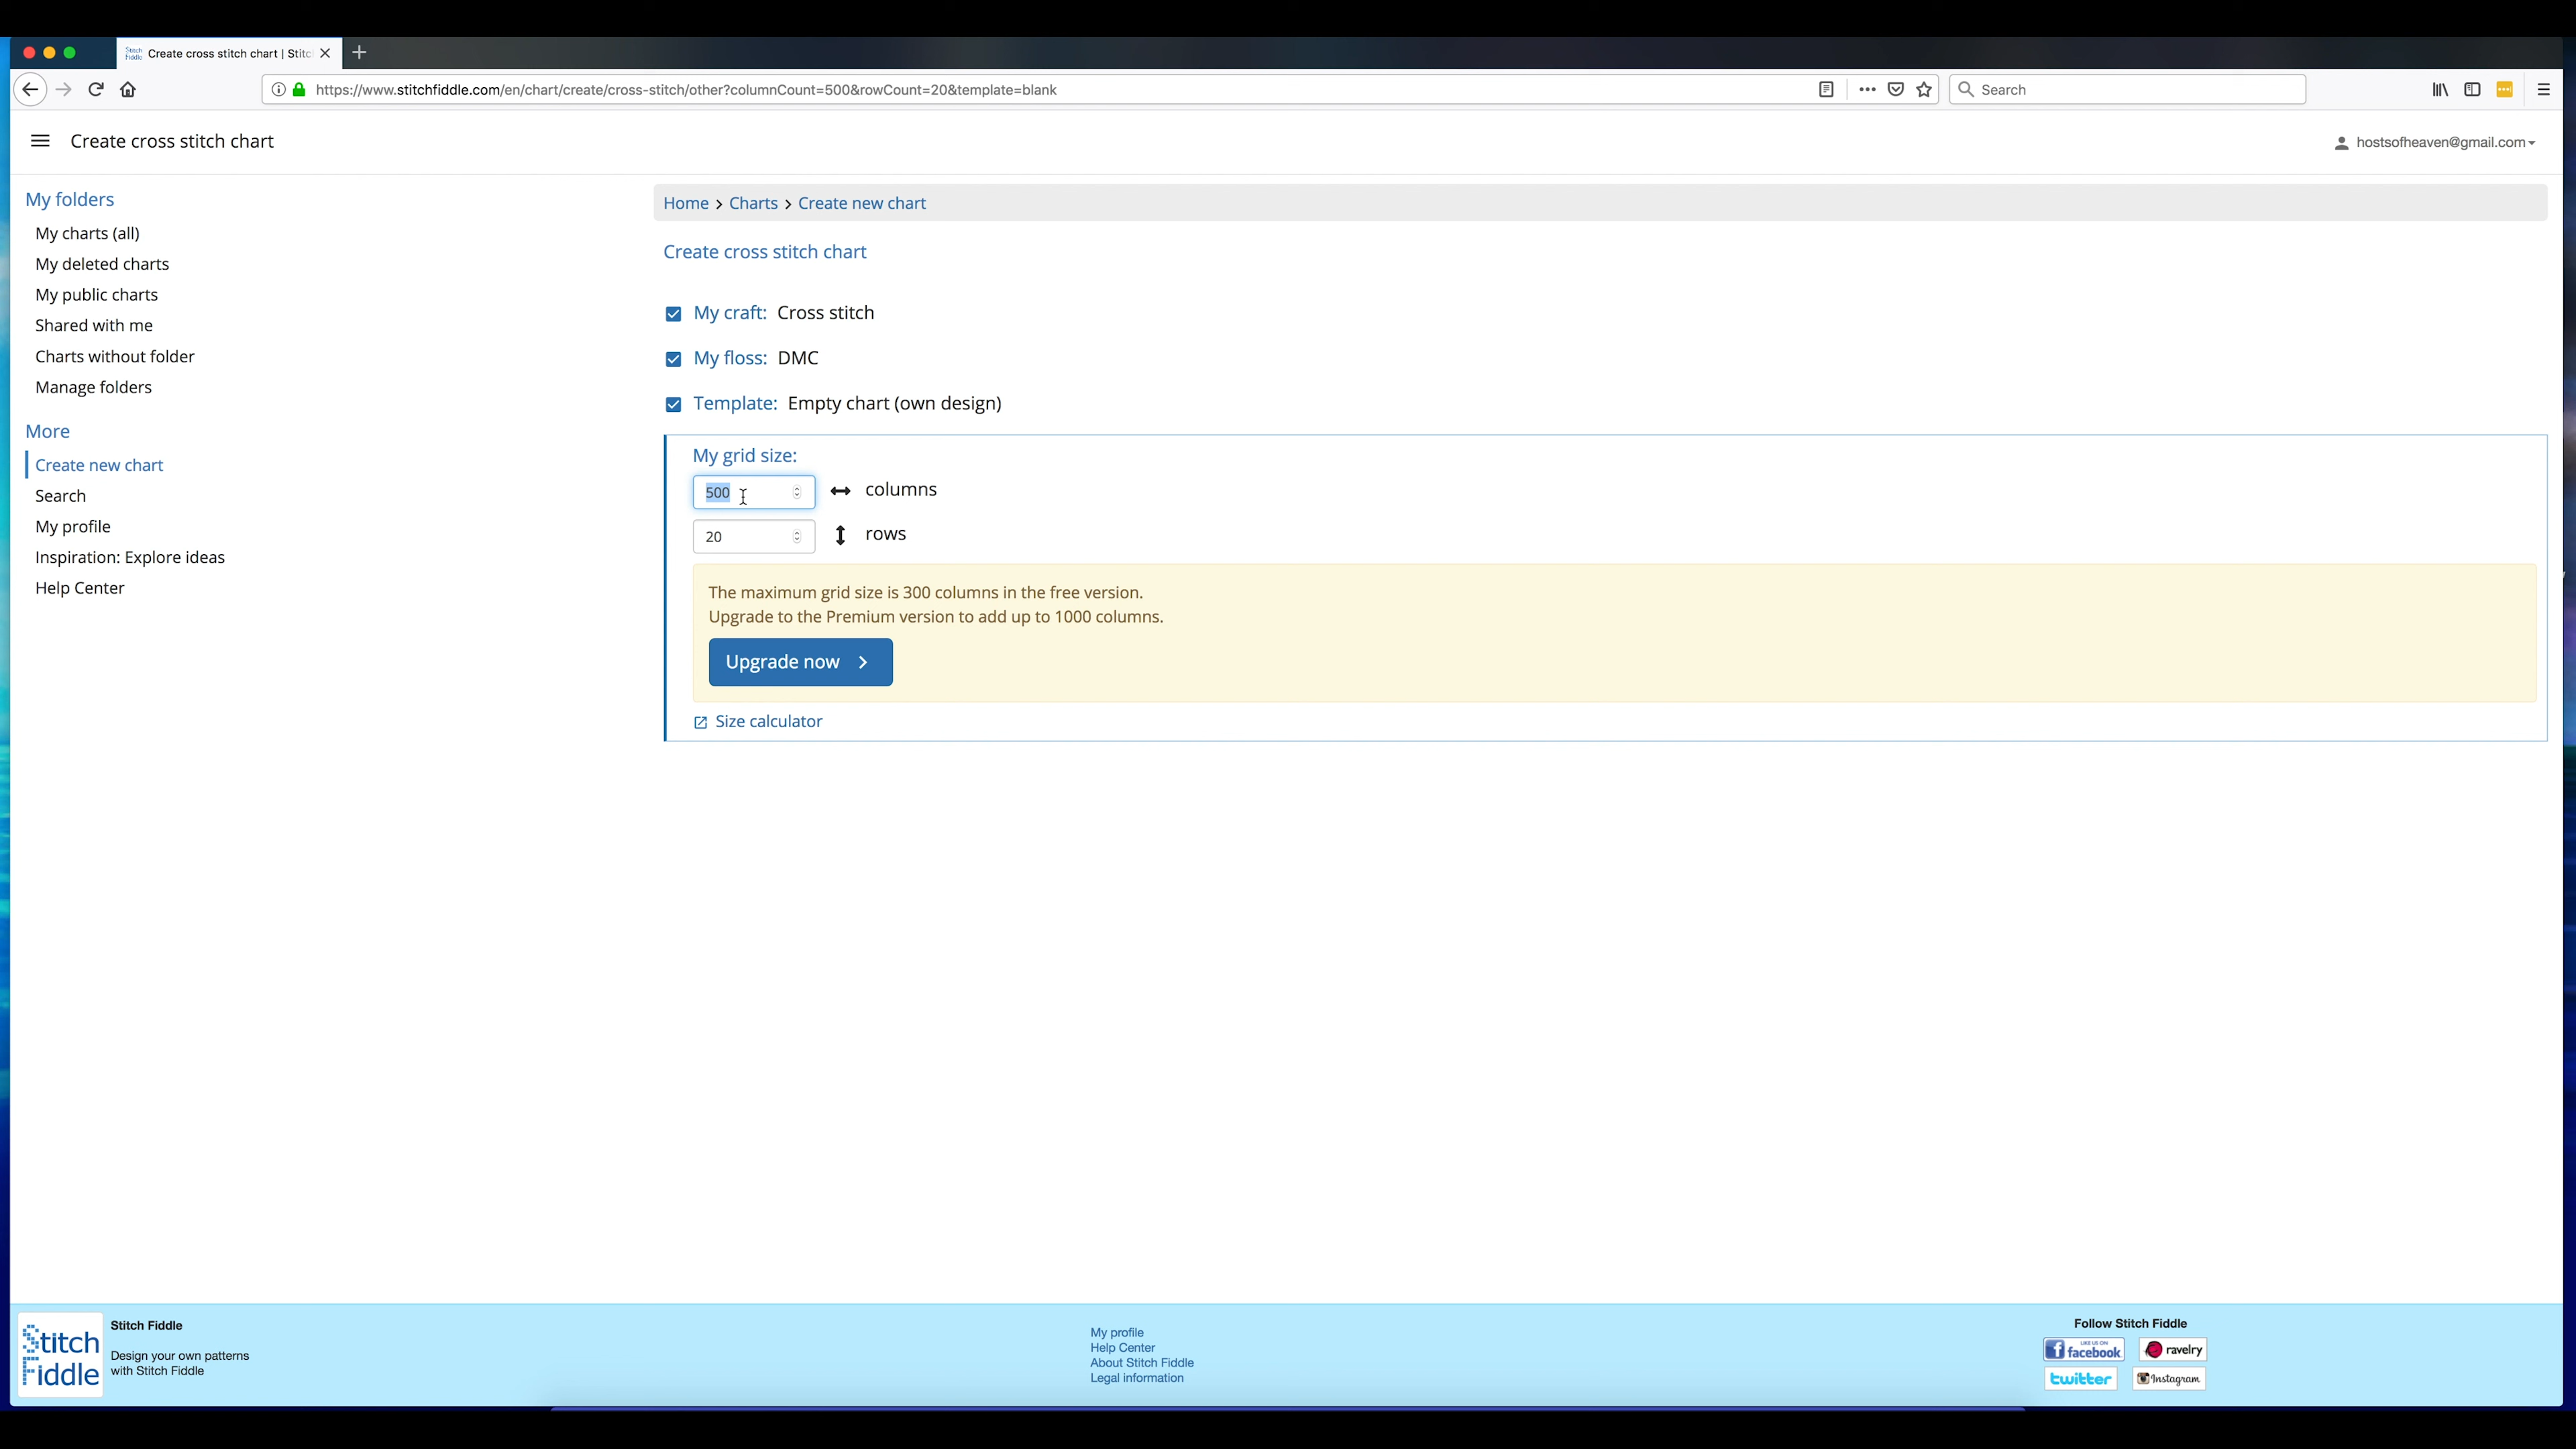 Create cross stitch chart | Stitc
https://www.stitchfiddle.com/en/chart/create/cross-stitch/other?columnCount=500&rowCount=20&template=blank
Search
Create cross stitch chart
hostsofheaven@gmail.com
My folders
My charts (all)
My deleted charts
My public charts
Shared with me
Charts without folder
Manage folders
More
Create new chart
Search
My profile
Inspiration: Explore ideas
Help Center
Home > Charts > Create new chart
Create cross stitch chart
My craft: Cross stitch
My floss: DMC
Template: Empty chart (own design)
My grid size:
500 columns
20 rows
The maximum grid size is 300 columns in the free version.
Upgrade to the Premium version to add up to 1000 columns.
Upgrade now
Size calculator
Stitch Fiddle
Stitch Fiddle
Design your own patterns
with Stitch Fiddle
My profile
Help Center
About Stitch Fiddle
Legal information
Follow Stitch Fiddle
LIKE US ON
facebook
ravelry
twitter
Instagram